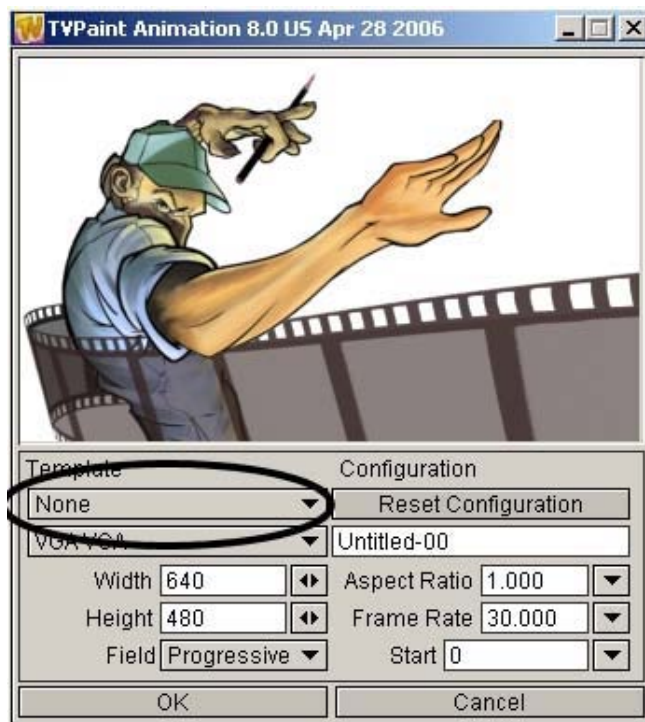 TVPaint Animation 8.0 US Apr 28 2006
Template
Configuration
None
Reset Configuration
VGA VGA
Untitled-00
Width 640
Aspect Ratio 1.000
Height 480
Frame Rate 30.000
Field Progressive
Start 0
OK
Cancel